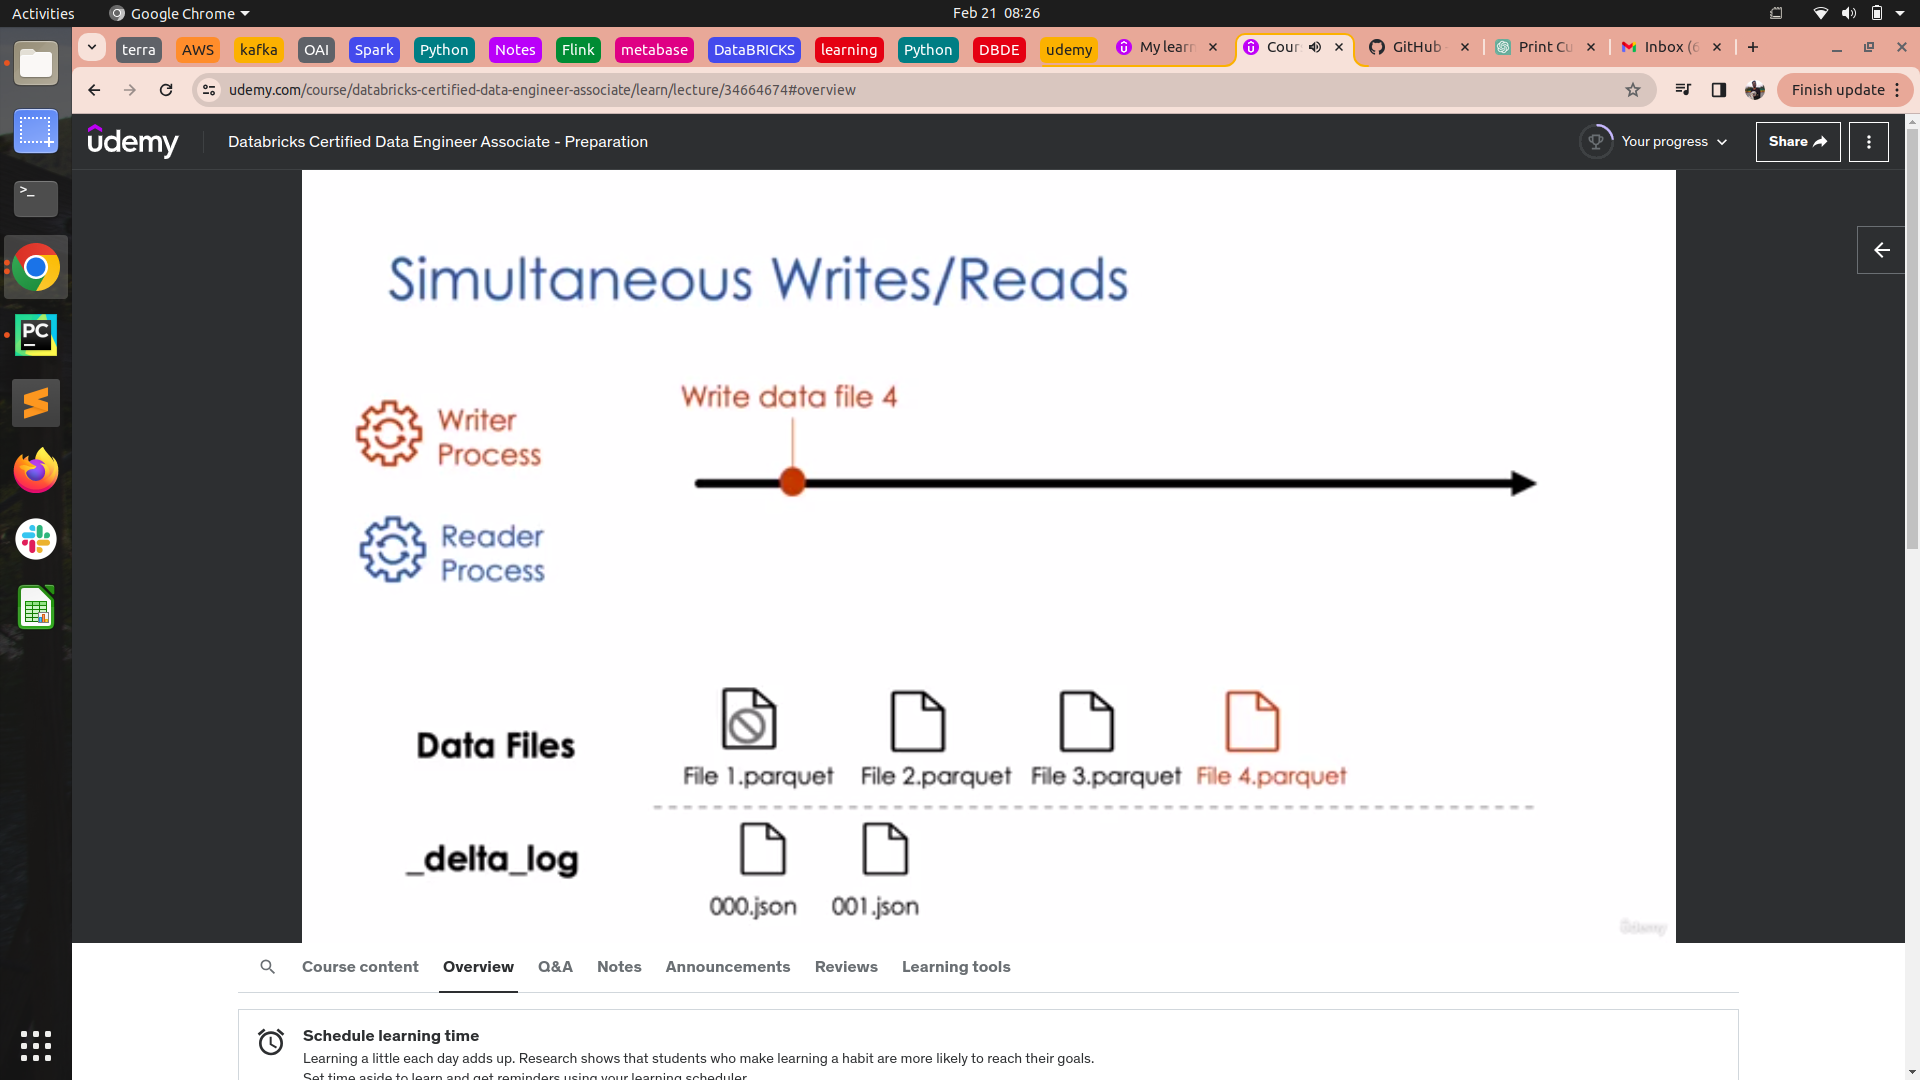 Activities
Google Chrome
Feb 21 08:26
terra
AWS
kafka
OAI
Spark
Python
Notes
Flink
metabase
DataBRICKS
learning
Python
DBDE
udemy
My learn
Cour
GitHub
Print Cu
Inbox (6
udemy.com/course/databricks-certified-data-engineer-associate/learn/lecture/34664674#overview
Finish update
udemy
Databricks Certified Data Engineer Associate - Preparation
Your progress
Share
Simultaneous Writes/Reads
Write data file 4
Writer
Process
Reader
Process
Data Files
File 1.parquet
File 2.parquet
File 3.parquet
File 4.parquet
_delta_log
000.json
001.json
Udemy
Course content
Overview
Q&A
Notes
Announcements
Reviews
Learning tools
Schedule learning time
Learning a little each day adds up. Research shows that students who make learning a habit are more likely to reach their goals.
Set time aside to learn and get reminders using your learning scheduler.
>_
PC